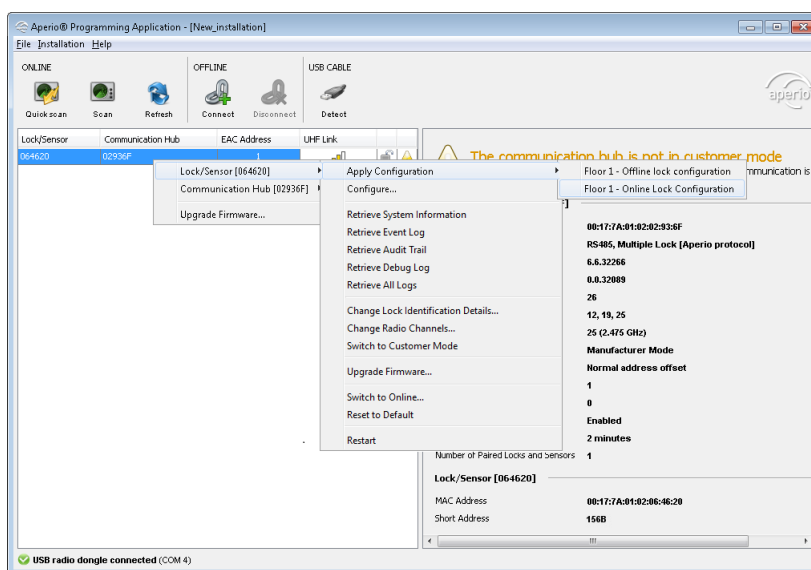 Aperio® Programming Application - [New_installation]
File Installation Help
ONLINE OFFLINE USB CABLE
Quick scan Scan Refresh Connect Disconnect Detect
aperio
Lock/Sensor Communication Hub EAC Address UHF Link
064620 02936F 1
The communication hub is not in customer mode
mmunication is
Lock/Sensor [064620]
Communication Hub [02936F]
Upgrade Firmware...
Apply Configuration
Configure...
Retrieve System Information
Retrieve Event Log
Retrieve Audit Trail
Retrieve Debug Log
Retrieve All Logs
Change Lock Identification Details...
Change Radio Channels...
Switch to Customer Mode
Upgrade Firmware...
Switch to Online...
Reset to Default
Restart
Floor 1 - Offline lock configuration
Floor 1 - Online Lock Configuration
]
00:17:7A:01:02:02:93:6F
RS485, Multiple Lock [Aperio protocol]
6.6.32266
0.0.32089
26
12, 19, 25
25 (2.475 GHz)
Manufacturer Mode
Normal address offset
1
0
Enabled
2 minutes
Number of Paired Locks and Sensors 1
Lock/Sensor [064620]
MAC Address 00:17:7A:01:02:06:46:20
Short Address 156B
USB radio dongle connected (COM 4)